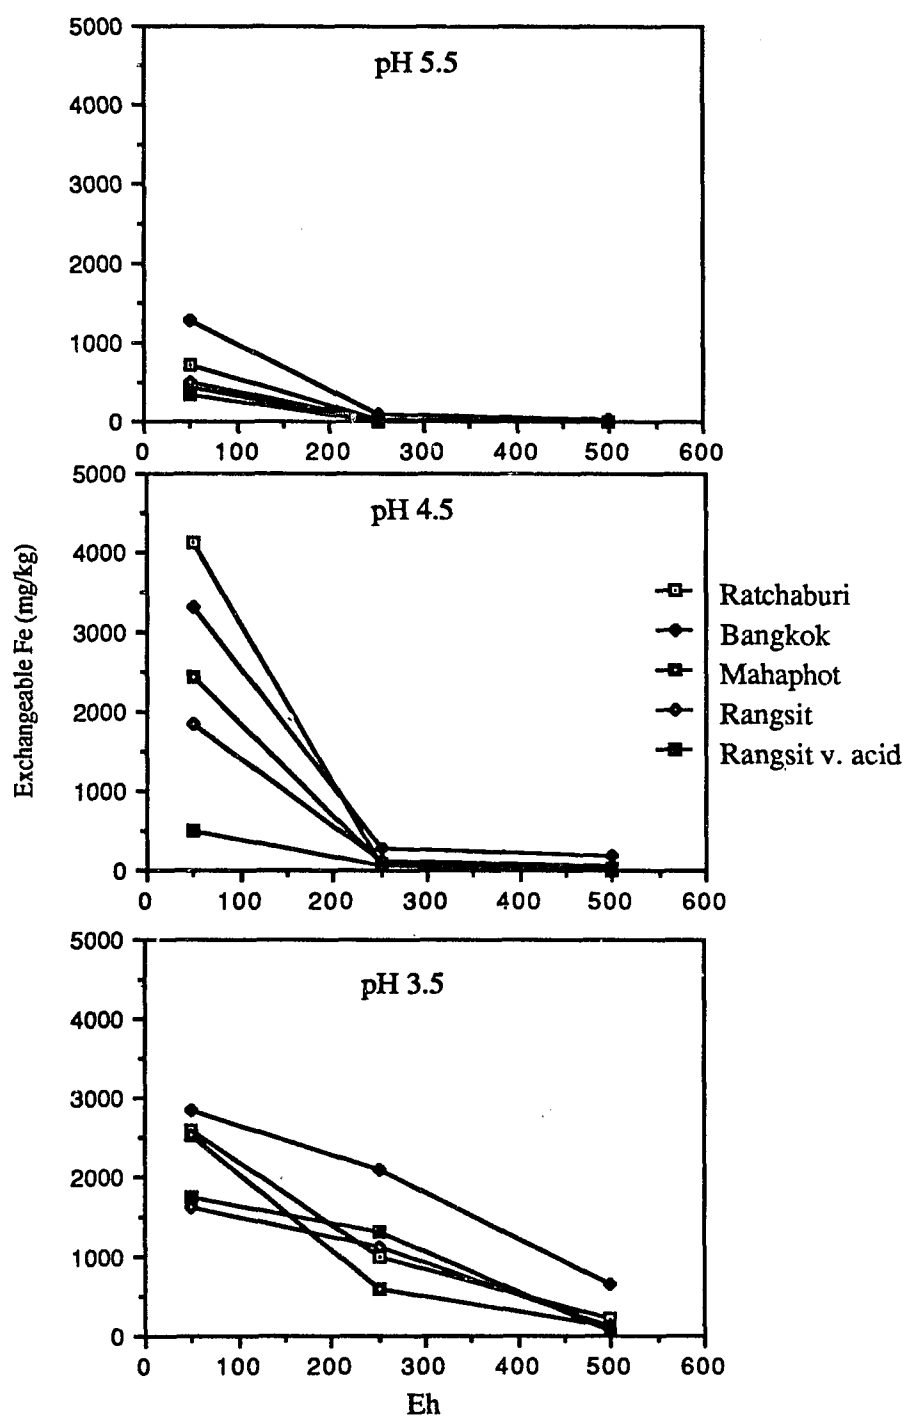 5000
pH 5.5
4000
3000
2000
1000
0
0 100 200 300 400 500 600
5000
pH 4.5
4000
3000
2000
1000
0
0 100 200 300 400 500 600
Exchangeable Fe (mg/kg)
Ratchaburi
Bangkok
Mahaphot
Rangsit
Rangsit v. acid
5000
pH 3.5
4000
3000
2000
1000
0
0 100 200 300 400 500 600
Eh